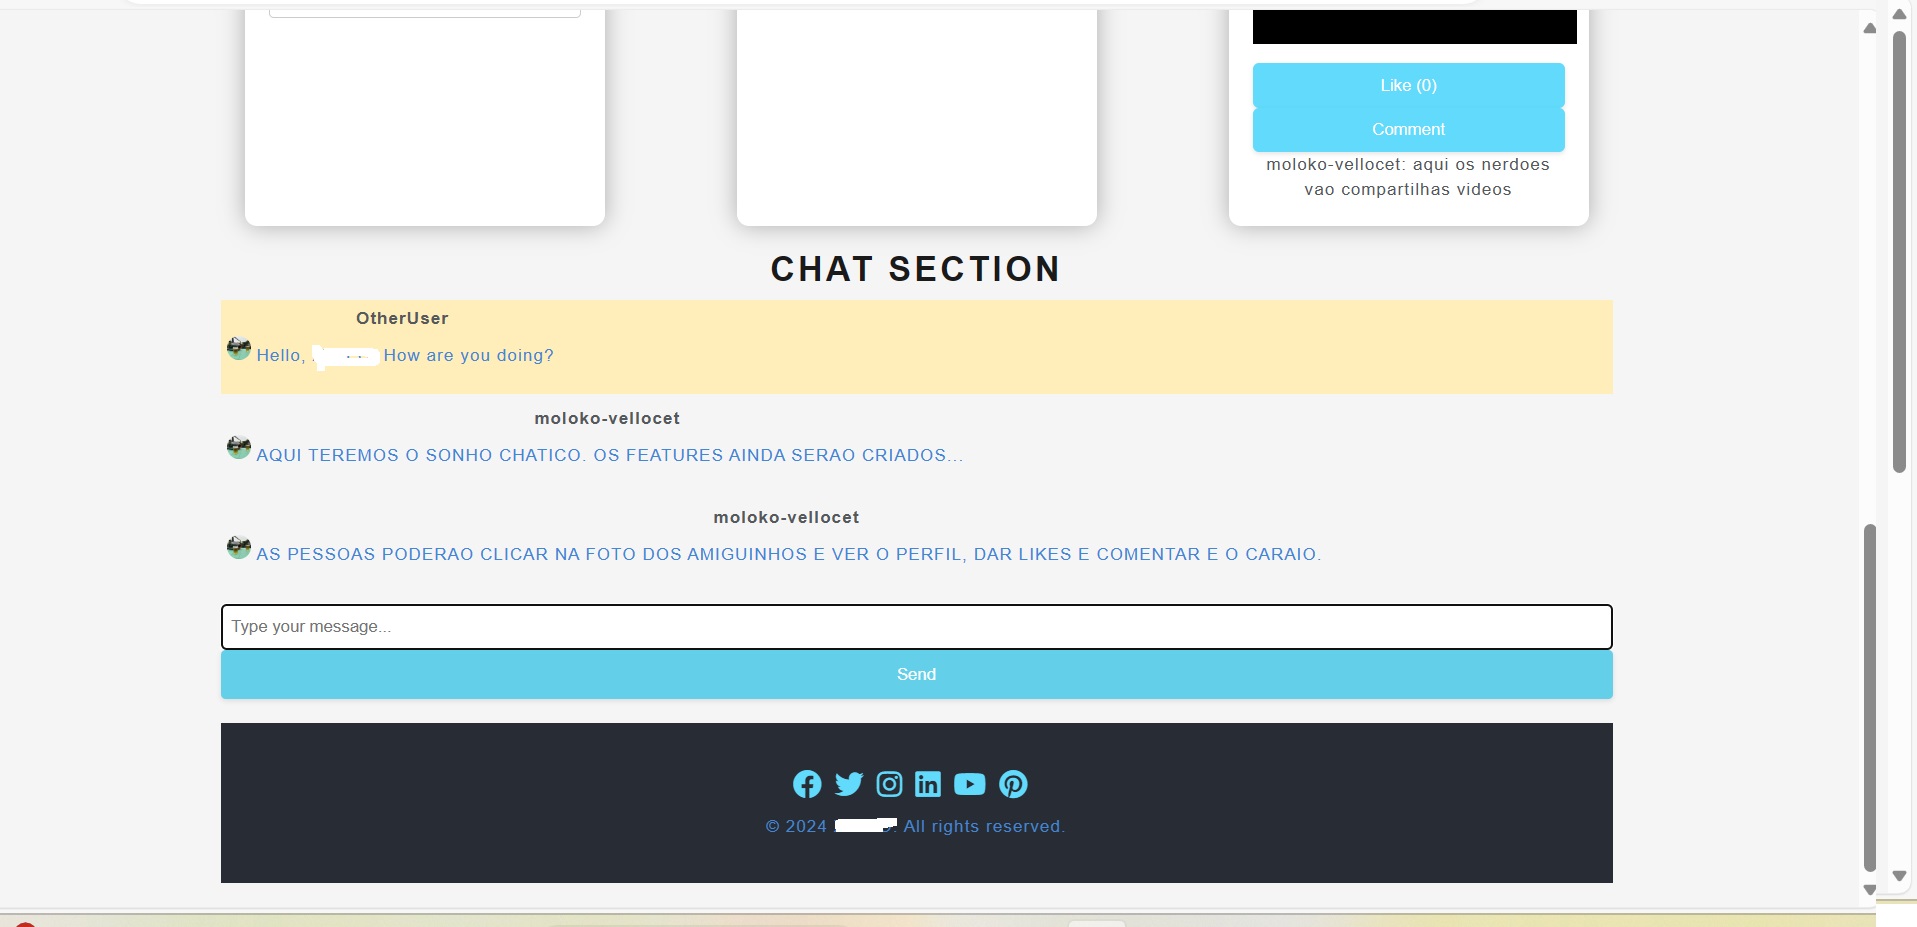 Like (0)
Comment
moloko-vellocet: aqui os nerdoes
vao compartilhas videos
CHAT SECTION
OtherUser
Hello, How are you doing?
moloko-vellocet
AQUI TEREMOS O SONHO CHATICO. OS FEATURES AINDA SERAO CRIADOS...
moloko-vellocet
AS PESSOAS PODERAO CLICAR NA FOTO DOS AMIGUINHOS E VER O PERFIL, DAR LIKES E COMENTAR E O CARAIO.
Type your message...
Send
© 2024 All rights reserved.